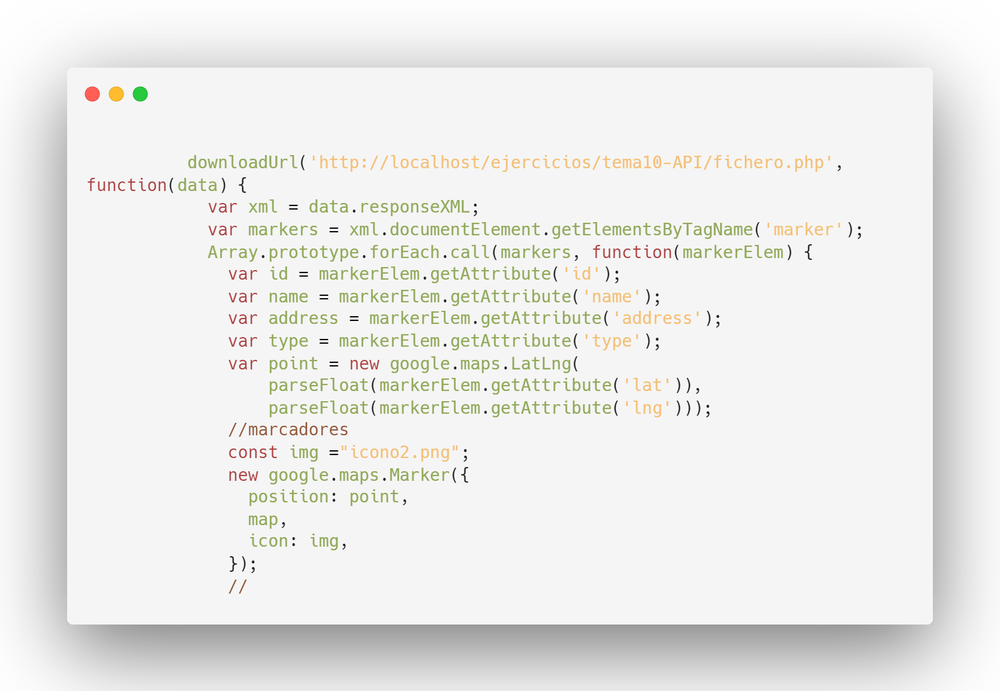 downloadUrl('http://localhost/ejercicios/tema10-API/fichero.php',
function(data) {
var xml = data.responseXML;
var markers = xml.documentElement.getElementsByTagName('marker');
Array.prototype.forEach.call(markers, function(markerElem) {
var id = markerElem.getAttribute('id');
var name = markerElem.getAttribute('name');
var address = markerElem.getAttribute('address');
var type = markerElem.getAttribute('type');
var point = new google.maps.LatLng(
parseFloat(markerElem.getAttribute('lat')),
parseFloat(markerElem.getAttribute('lng')));
//marcadores
const img ="icono2.png";
new google.maps.Marker({
position: point,
map,
icon: img,
});
//